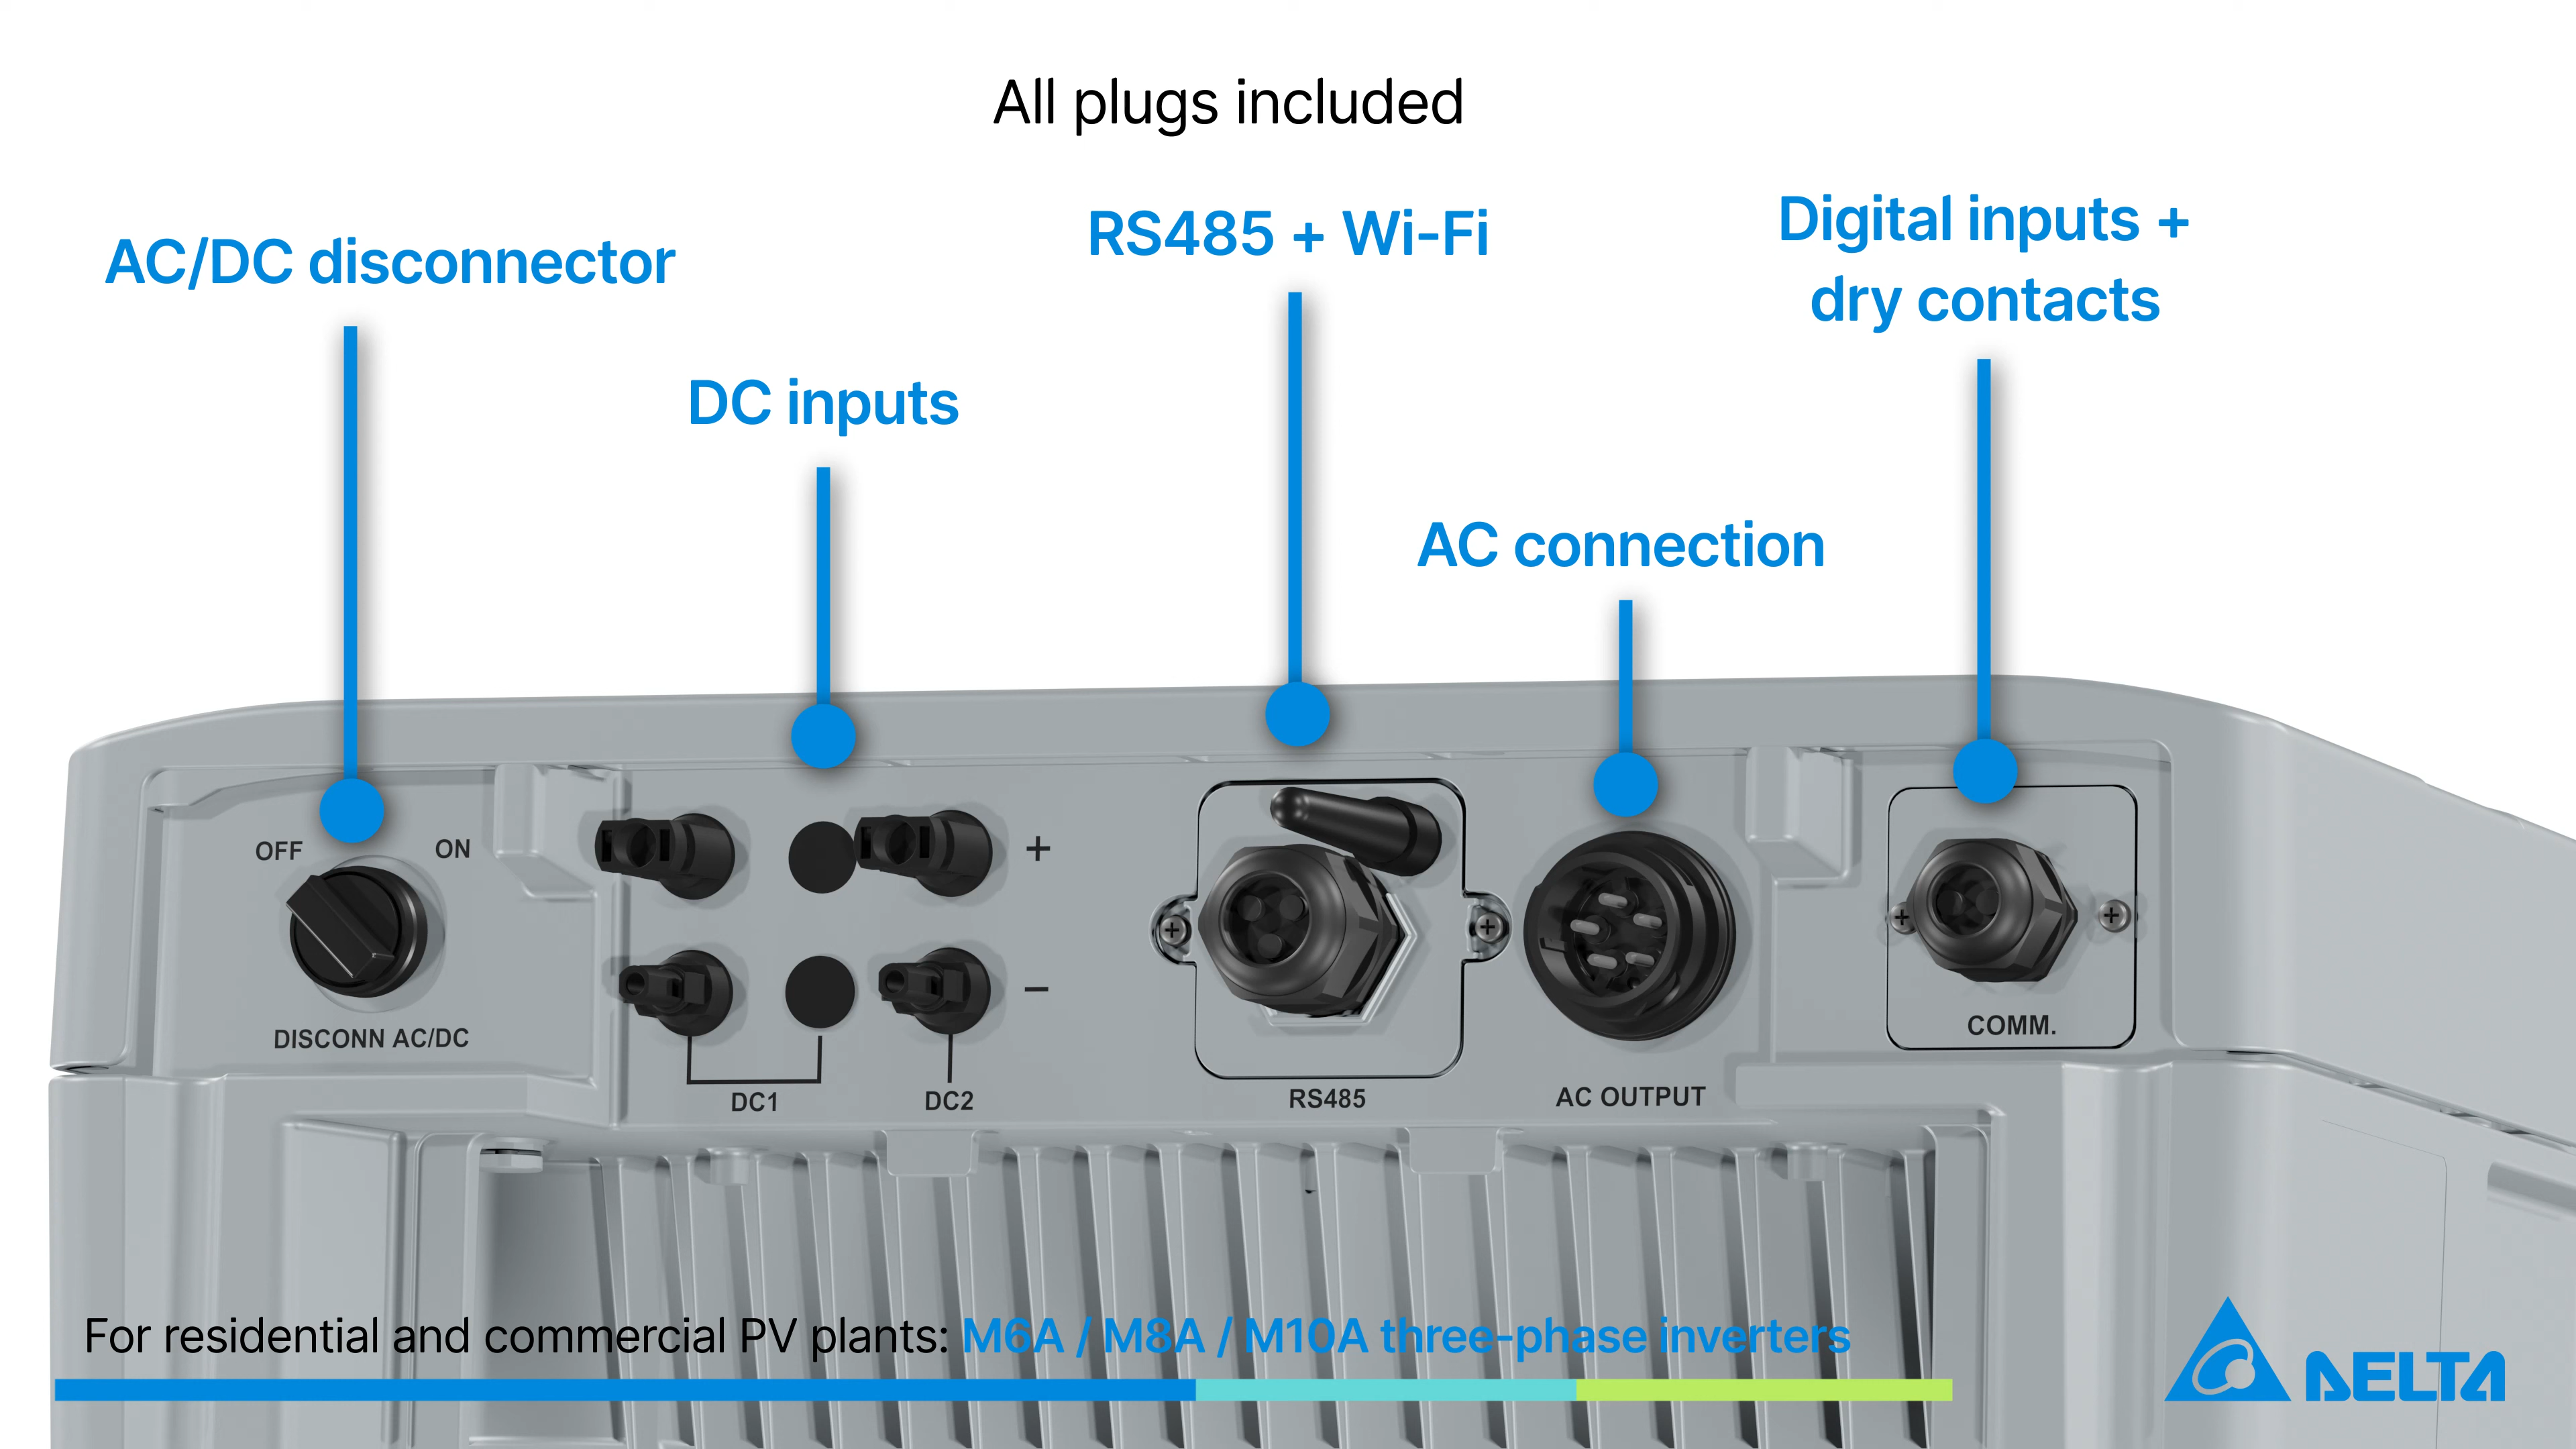 All plugs included
AC/DC disconnector
DC inputs
RS485 + Wi-Fi
AC connection
Digital inputs +
dry contacts
OFF
ON
DISCONN AC/DC
+
−
DC1
DC2
RS485
AC OUTPUT
COMM.
For residential and commercial PV plants: M6A / M8A / M10A three-phase inverters
DELTA